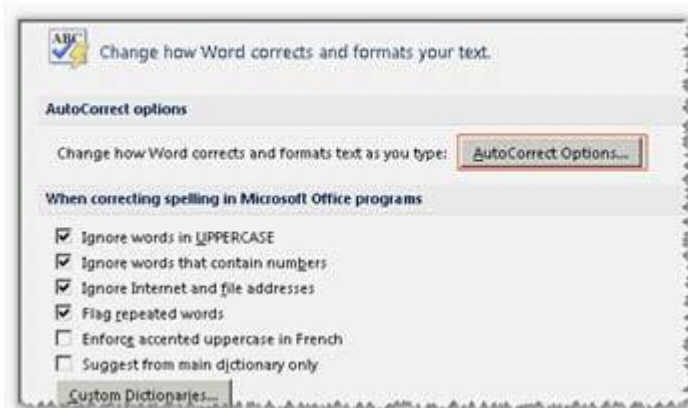 ABC
Change how Word corrects and formats your text.
AutoCorrect options
Change how Word corrects and formats text as you type: AutoCorrect Options...
When correcting spelling in Microsoft Office programs
Ignore words in UPPERCASE
Ignore words that contain numbers
Ignore Internet and file addresses
Flag repeated words
Enforce accented uppercase in French
Suggest from main dictionary only
Custom Dictionaries...